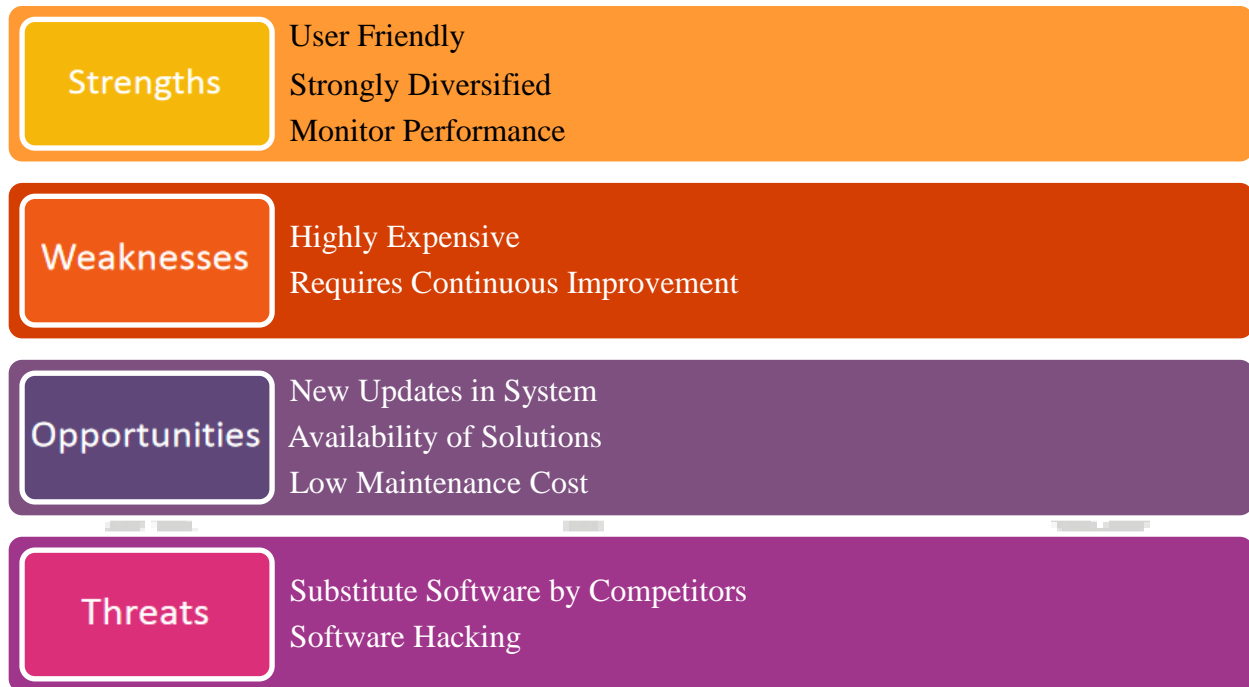 Strengths
User Friendly
Strongly Diversified
Monitor Performance
Weaknesses
Highly Expensive
Requires Continuous Improvement
Opportunities
New Updates in System
Availability of Solutions
Low Maintenance Cost
Threats
Substitute Software by Competitors
Software Hacking